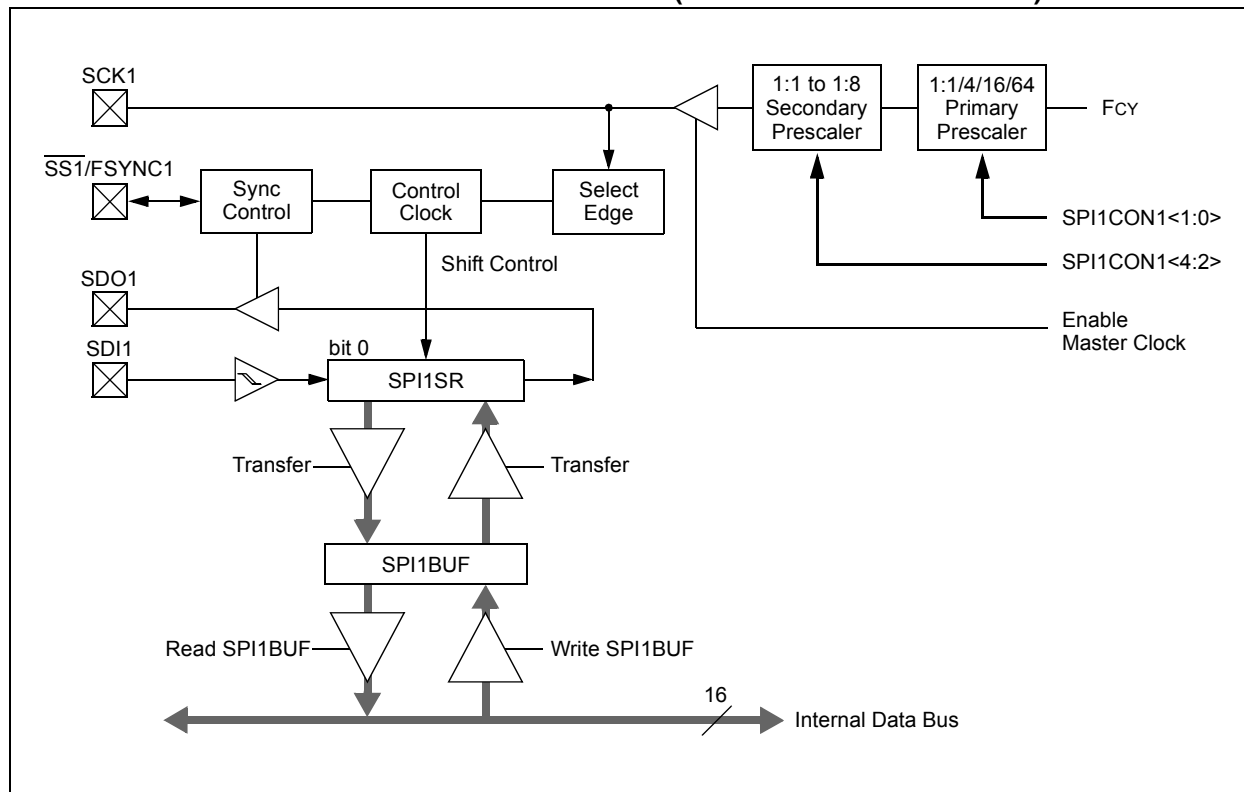 SCK1
1:1 to 1:8
Secondary
Prescaler
1:1/4/16/64
Primary
Prescaler
FCY
SS1/FSYNC1
Sync
Control
Control
Clock
Select
Edge
SPI1CON1<1:0>
Shift Control
SPI1CON1<4:2>
SDO1
Enable
Master Clock
SDI1
bit 0
SPI1SR
Transfer
Transfer
SPI1BUF
Read SPI1BUF
Write SPI1BUF
16
Internal Data Bus